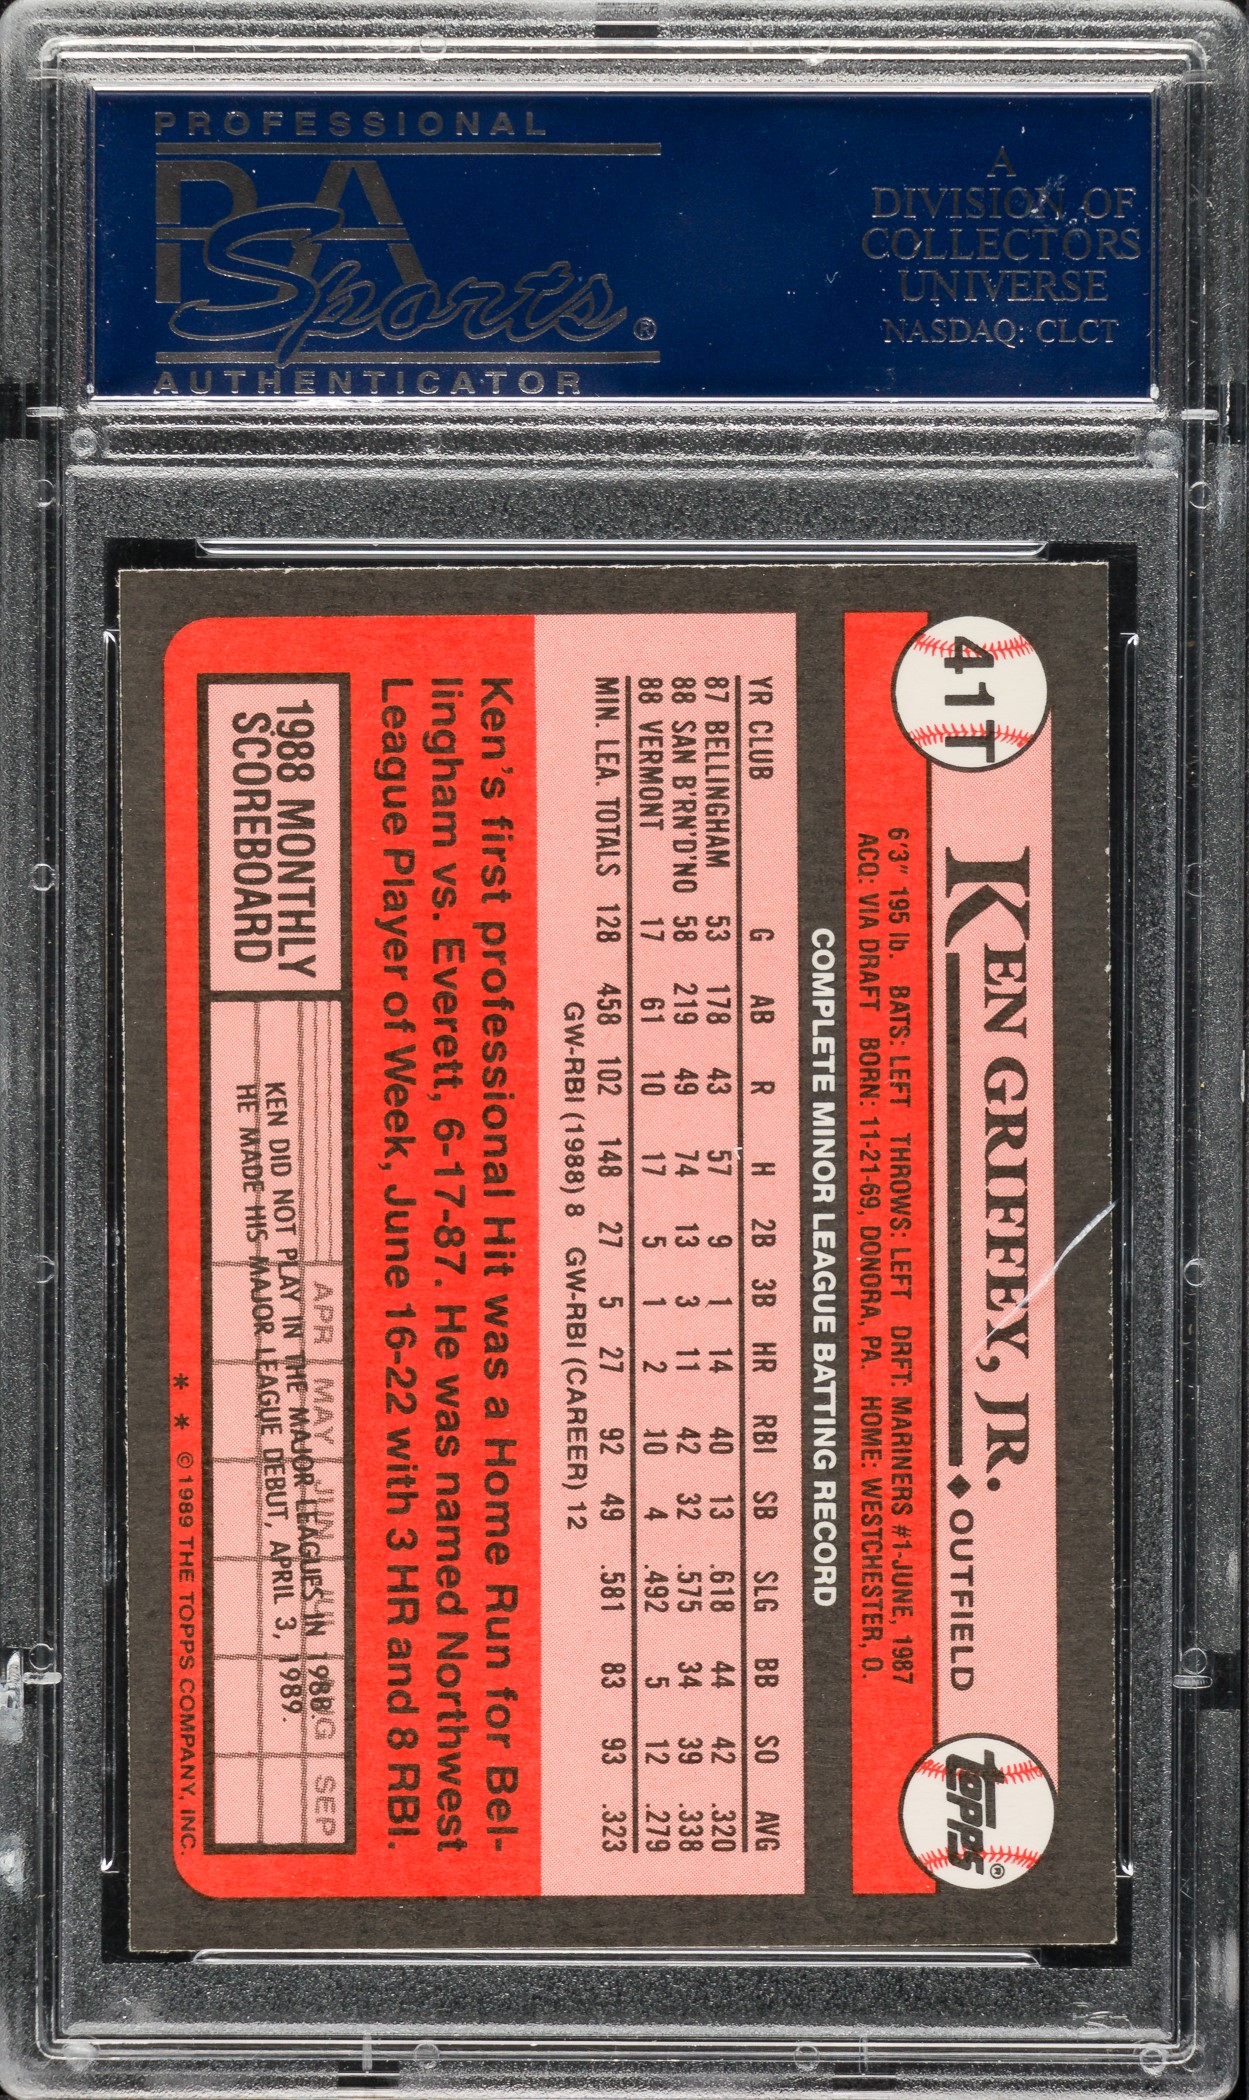 PROFESSIONAL
PSA
Sports®
AUTHENTICATOR
A
DIVISION OF
COLLECTORS
UNIVERSE
NASDAQ: CLCT
41T
KEN GRIFFEY, JR. ◆ OUTFIELD
topps®
6'3" 195 lb. BATS: LEFT THROWS: LEFT DRFT: MARINERS #1-JUNE, 1987
ACQ: VIA DRAFT BORN: 11-21-69, DONORA, PA. HOME: WESTCHESTER, O.
COMPLETE MINOR LEAGUE BATTING RECORD
YR CLUB G AB R H 2B 3B HR RBI SB SLG BB SO AVG
87 BELLINGHAM 53 178 43 57 9 1 14 40 13 .618 44 42 .320
88 SAN B'RN'D'NO 58 219 49 74 13 3 11 42 32 .575 34 39 .338
88 VERMONT 17 61 10 17 5 1 2 10 4 .492 5 12 .279
MIN. LEA. TOTALS 128 458 102 148 27 5 27 92 49 .581 83 93 .323
GW-RBI (1988) 8 GW-RBI (CAREER) 12
Ken's first professional Hit was a Home Run for Bel-
lingham vs. Everett, 6-17-87. He was named Northwest
League Player of Week, June 16-22 with 3 HR and 8 RBI.
1988 MONTHLY
SCOREBOARD
APR MAY JUN JUL AUG SEP
KEN DID NOT PLAY IN THE MAJOR LEAGUES IN 1988.
HE MADE HIS MAJOR LEAGUE DEBUT, APRIL 3, 1989.
* * ©1989 THE TOPPS COMPANY, INC.